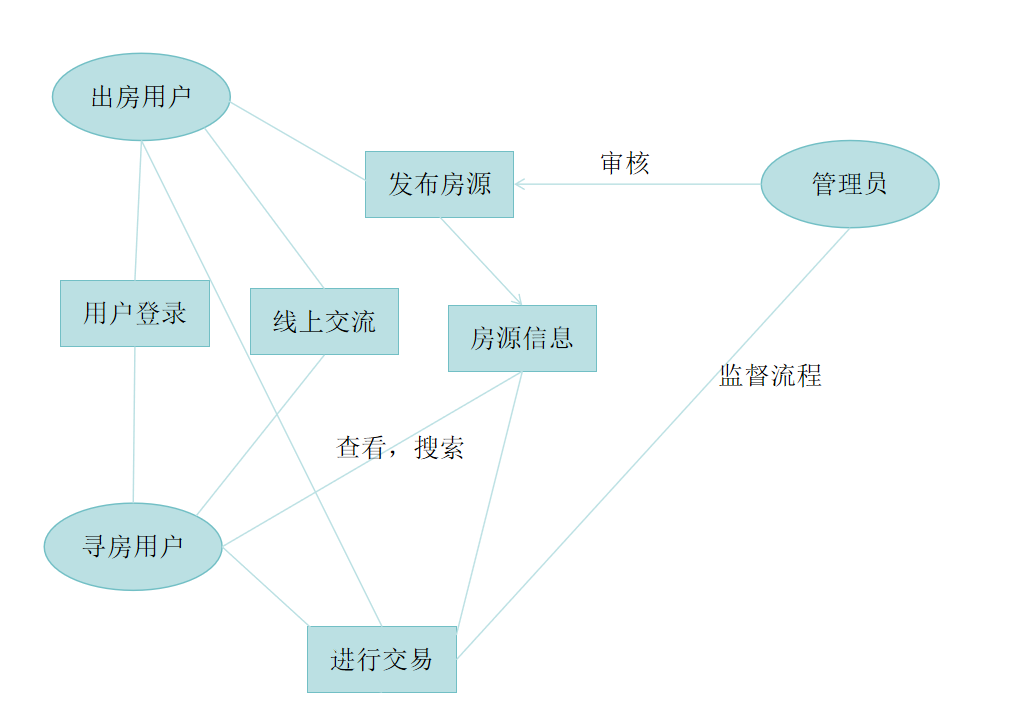 出房用户
审核
发布房源
管理员
用户登录
线上交流
房源信息
监督流程
查看，搜索
寻房用户
进行交易